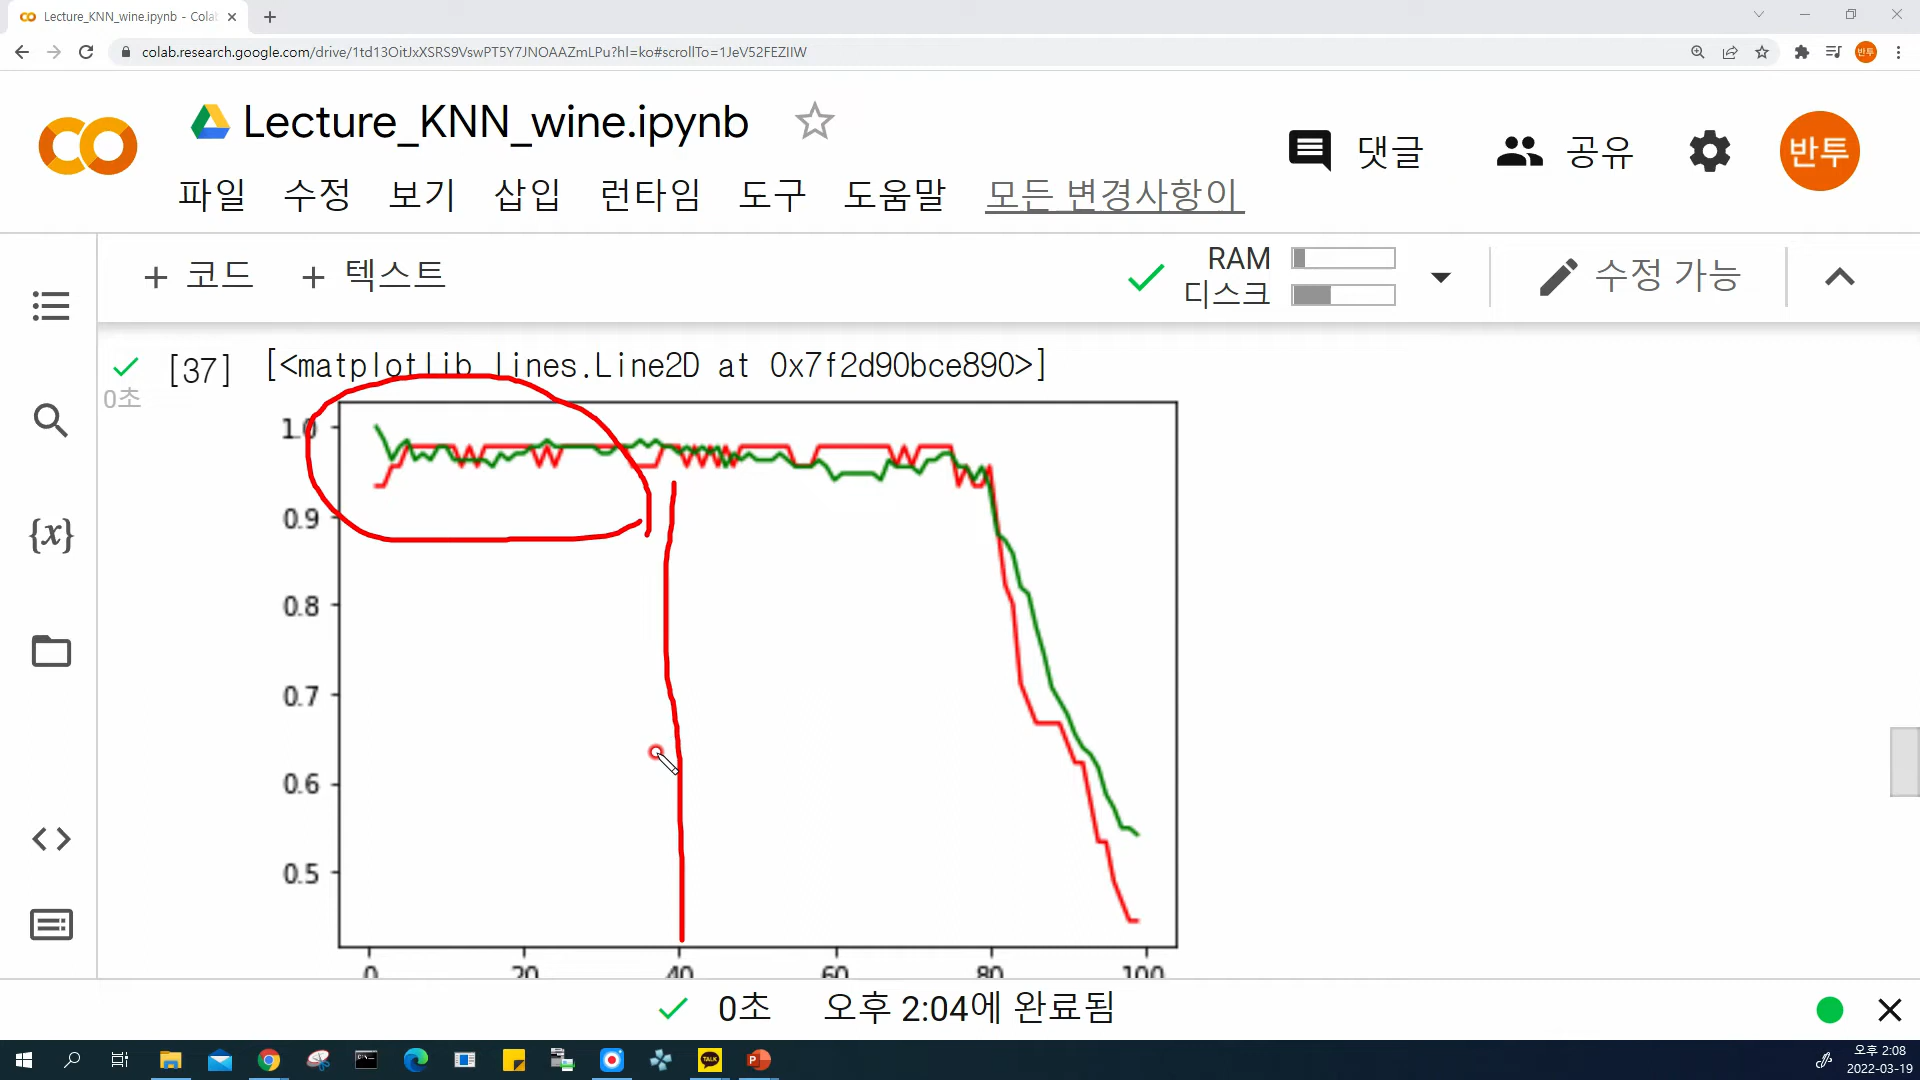 Lecture_KNN_wine.ipynb - Cola
colab.research.google.com/drive/1td13OitJxXSRS9VswPT5Y7JNOAAZmLPu?hl=ko#scrollTo=1JeV52FEZIIW
반투
Lecture_KNN_wine.ipynb
댓글
공유
반투
파일 수정 보기 삽입 런타임 도구 도움말 모든 변경사항이
+ 코드 + 텍스트
RAM
디스크
수정 가능
[37] [<matplotlib.lines.Line2D at 0x7f2d90bce890>]
0초
1.0
0.9
0.8
0.7
0.6
0.5
0 20 40 60 80 100
{x}
0초 오후 2:04에 완료됨
TALK
오후 2:08
2022-03-19